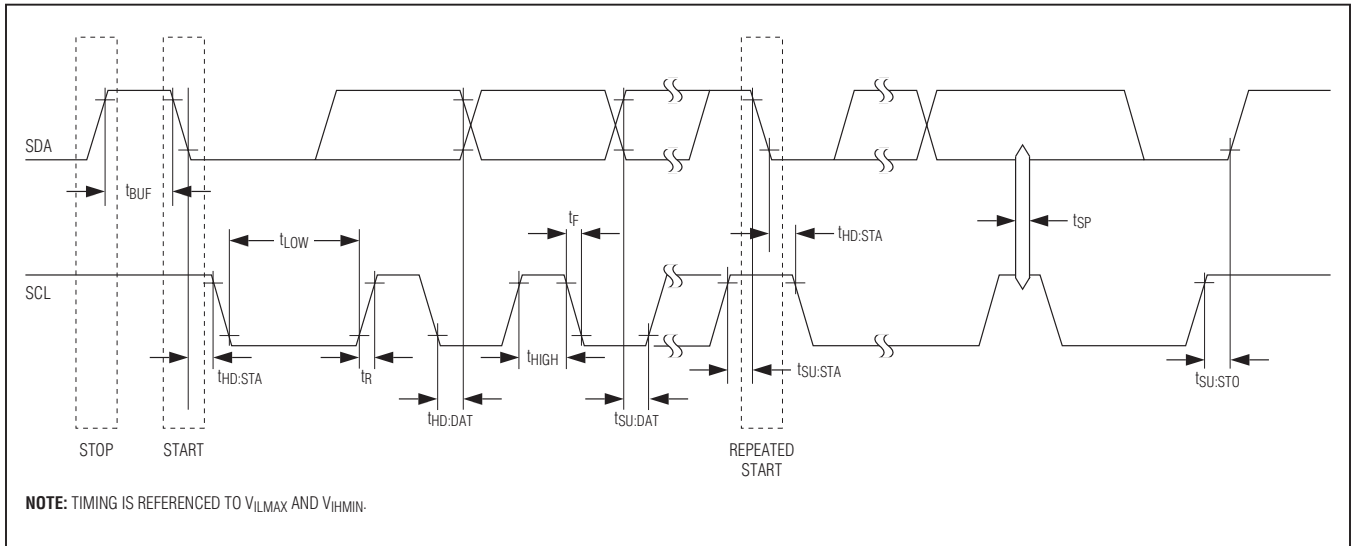 SDA
tBUF
tF
tLOW
tHD:STA
tSP
SCL
tHD:STA
tR
tHIGH
tSU:STA
tSU:STO
tHD:DAT
tSU:DAT
STOP
START
REPEATED
START
NOTE: TIMING IS REFERENCED TO VILMAX AND VIHMIN.